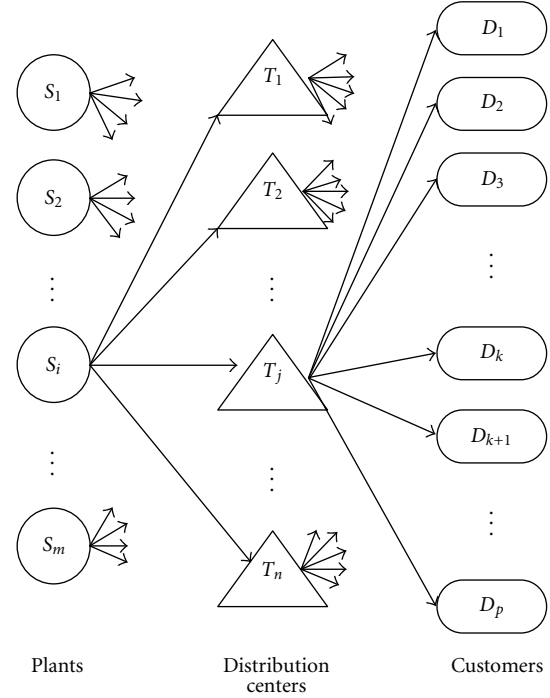 S1
S2
⋮
Si
⋮
Sm
Plants
T1
T2
⋮
Tj
⋮
Tn
Distribution
centers
D1
D2
D3
⋮
Dk
Dk+1
⋮
Dp
Customers